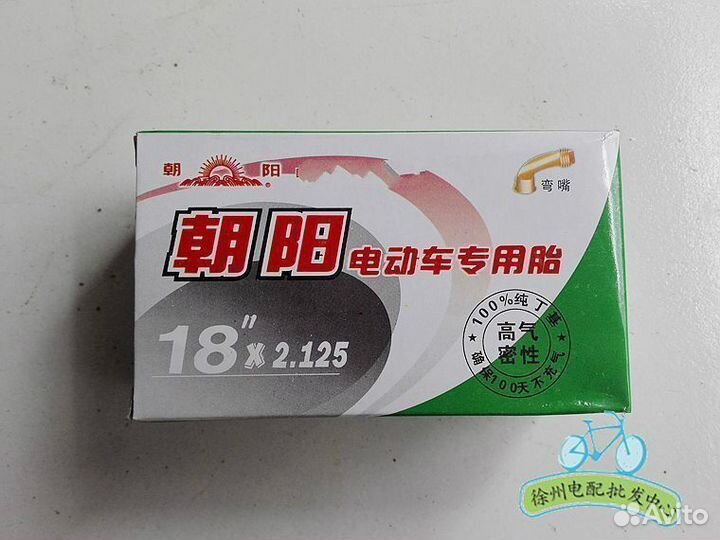 朝 阳
弯嘴
朝阳 电动车专用胎
18" x 2.125
100%纯丁基
高气
密性
确保100天不充气
徐州电配批发中心
Avito